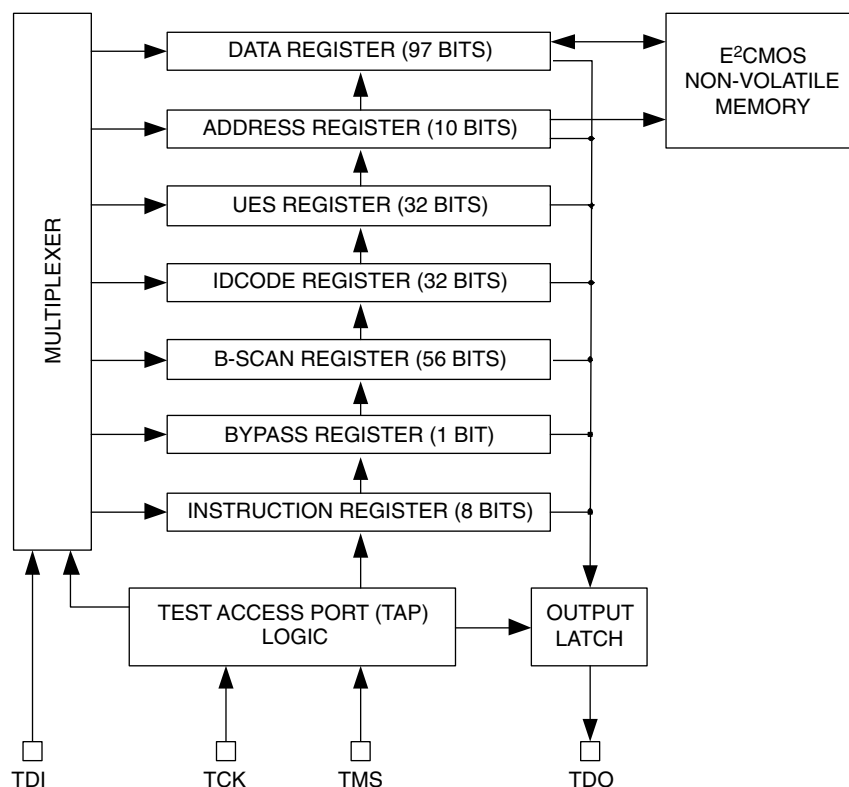 DATA REGISTER (97 BITS)
E²CMOS
NON-VOLATILE
MEMORY
ADDRESS REGISTER (10 BITS)
UES REGISTER (32 BITS)
MULTIPLEXER
IDCODE REGISTER (32 BITS)
B-SCAN REGISTER (56 BITS)
BYPASS REGISTER (1 BIT)
INSTRUCTION REGISTER (8 BITS)
TEST ACCESS PORT (TAP)
LOGIC
OUTPUT
LATCH
TDI
TCK
TMS
TDO